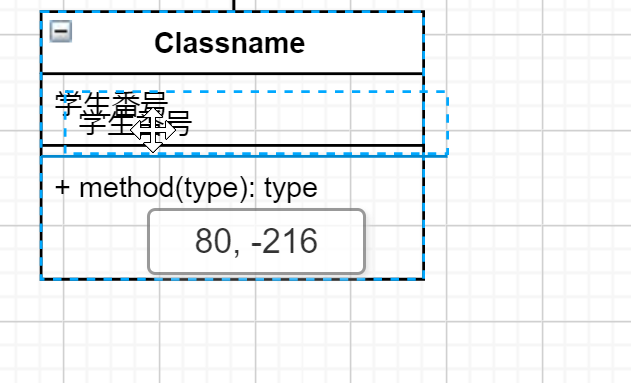 Classname
学生番号
学生番号
+ method(type): type
80, -216